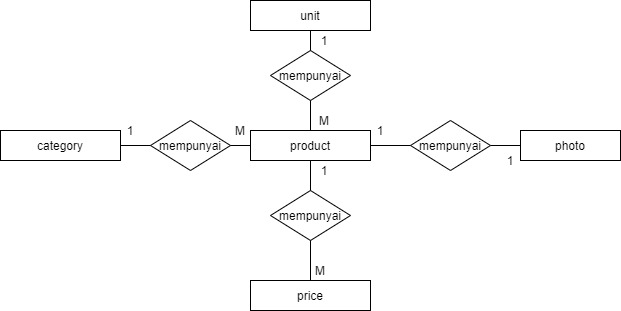 unit
1
mempunyai
M
category
1
mempunyai
M
product
1
mempunyai
1
photo
1
mempunyai
M
price